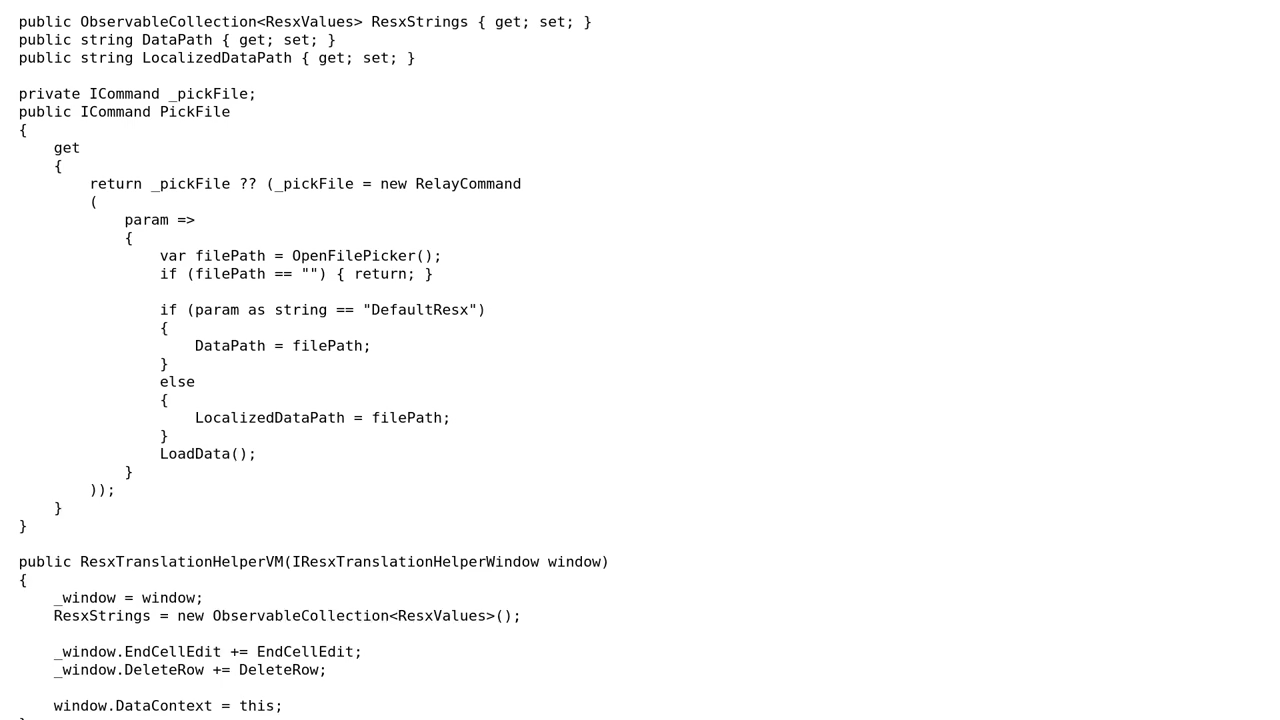 public ObservableCollection<ResxValues> ResxStrings { get; set; }
public string DataPath { get; set; }
public string LocalizedDataPath { get; set; }

private ICommand _pickFile;
public ICommand PickFile
{
    get
    {
        return _pickFile ?? (_pickFile = new RelayCommand
        (
            param =>
            {
                var filePath = OpenFilePicker();
                if (filePath == "") { return; }

                if (param as string == "DefaultResx")
                {
                    DataPath = filePath;
                }
                else
                {
                    LocalizedDataPath = filePath;
                }
                LoadData();
            }
        ));
    }
}

public ResxTranslationHelperVM(IResxTranslationHelperWindow window)
{
    _window = window;
    ResxStrings = new ObservableCollection<ResxValues>();

    _window.EndCellEdit += EndCellEdit;
    _window.DeleteRow += DeleteRow;

    window.DataContext = this;
}